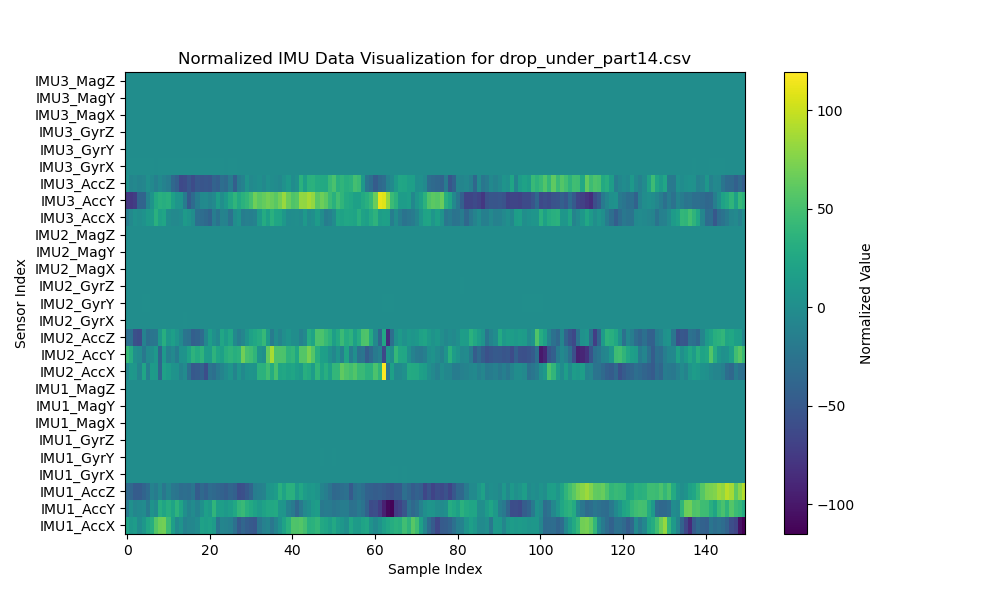 Normalized IMU Data Visualization for drop_under_part14.csv
IMU3_MagZ
IMU3_MagY
IMU3_MagX
IMU3_GyrZ
IMU3_GyrY
IMU3_GyrX
IMU3_AccZ
IMU3_AccY
IMU3_AccX
IMU2_MagZ
IMU2_MagY
IMU2_MagX
IMU2_GyrZ
IMU2_GyrY
IMU2_GyrX
IMU2_AccZ
IMU2_AccY
IMU2_AccX
IMU1_MagZ
IMU1_MagY
IMU1_MagX
IMU1_GyrZ
IMU1_GyrY
IMU1_GyrX
IMU1_AccZ
IMU1_AccY
IMU1_AccX
Sensor Index
0 20 40 60 80 100 120 140
Sample Index
100
50
0
−50
−100
Normalized Value